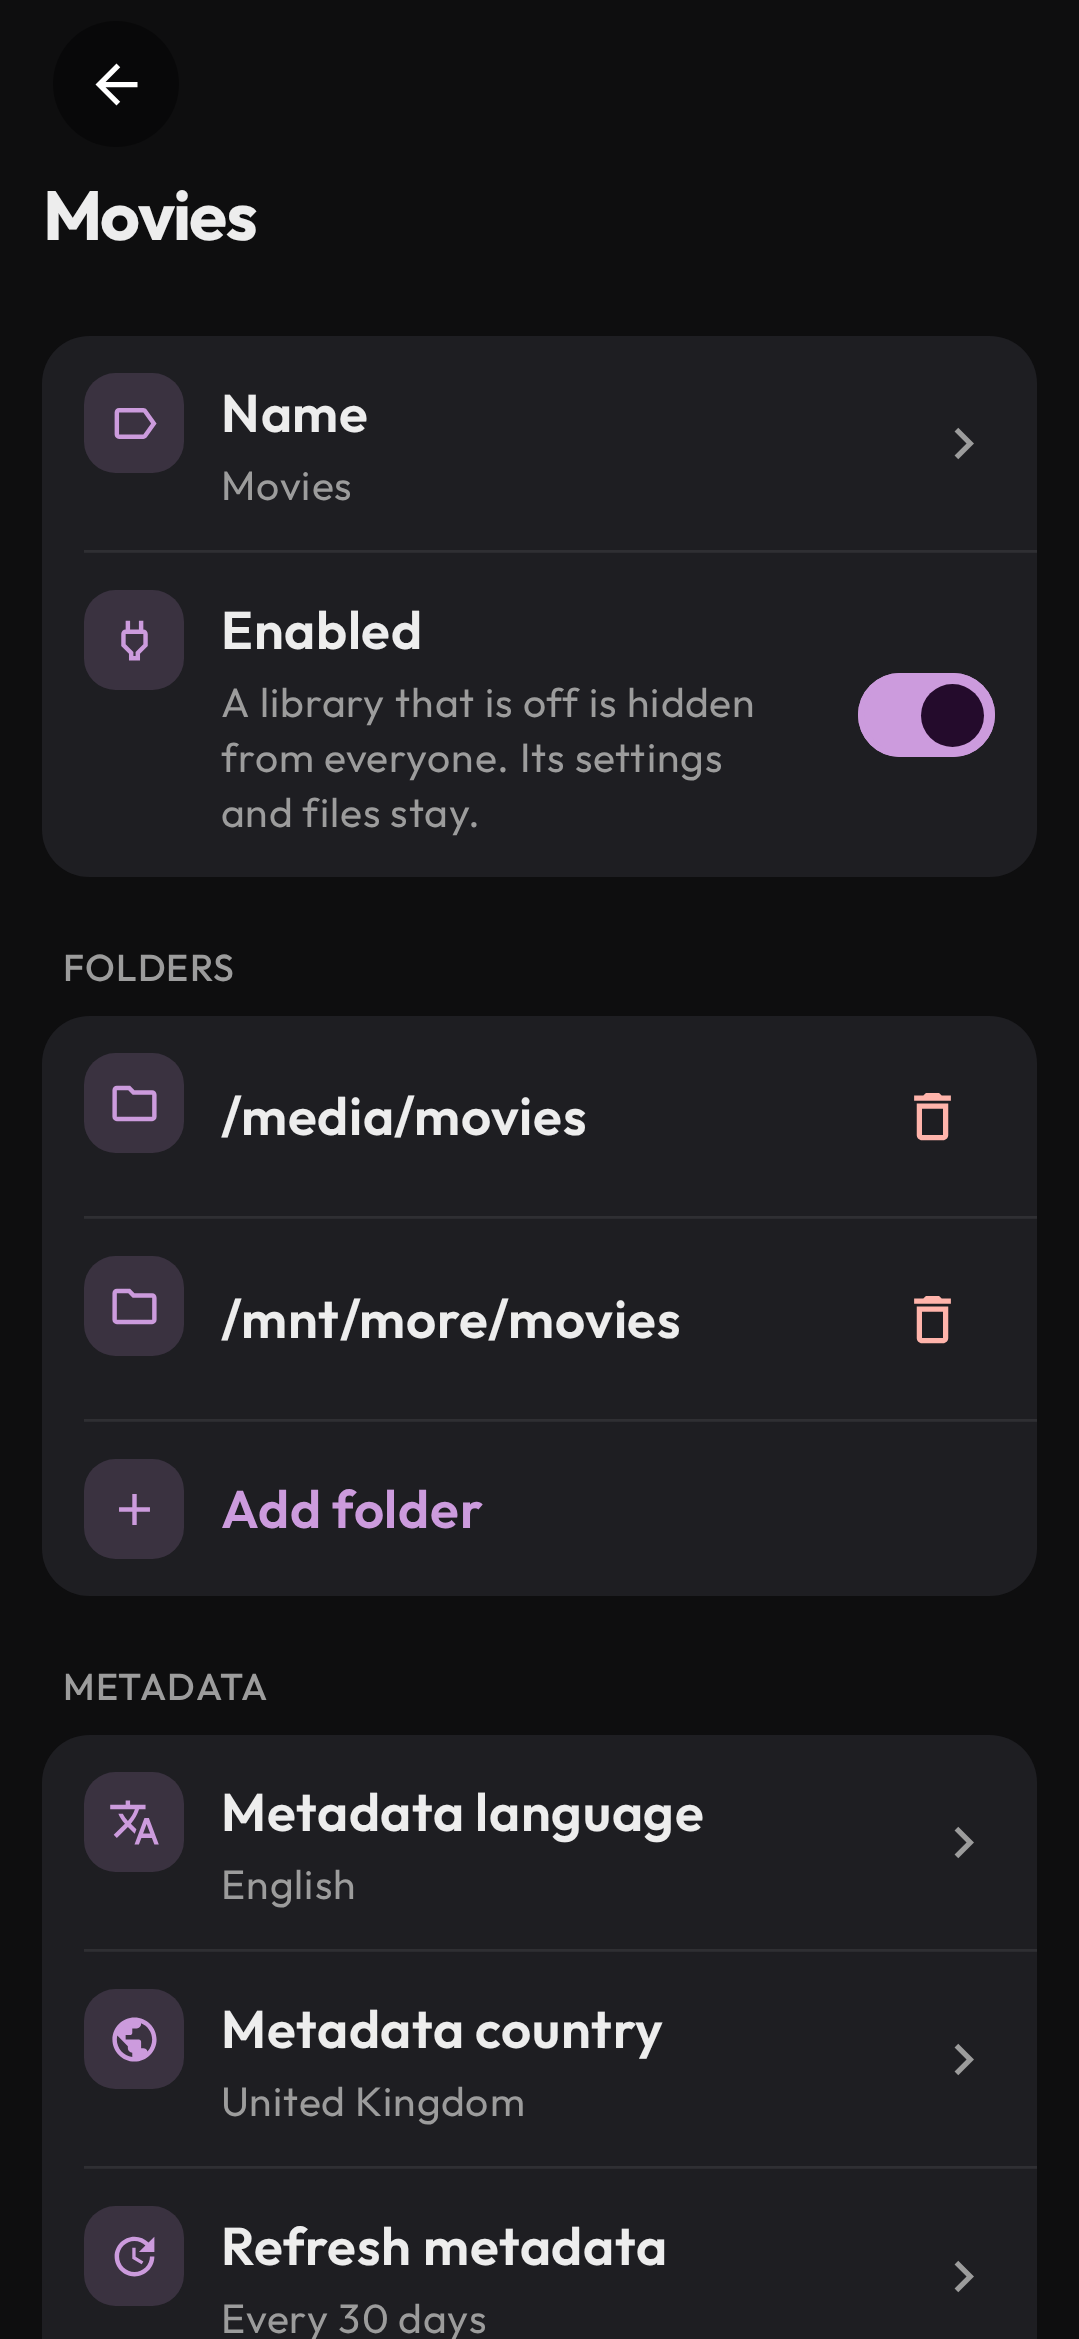 Movies
Name
Movies
Enabled
A library that is off is hidden
from everyone. Its settings
and files stay.
FOLDERS
/media/movies
/mnt/more/movies
Add folder
METADATA
Metadata language
English
Metadata country
United Kingdom
Refresh metadata
Every 30 days